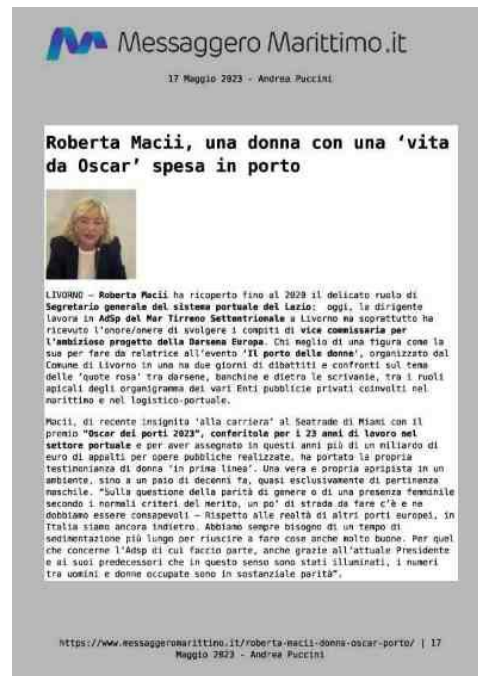 Messaggero Marittimo.it
17 Maggio 2023 - Andrea Puccini
Roberta Macii, una donna con una ‘vita
da Oscar’ spesa in porto
LIVORNO – Roberta Macii ha ricoperto fino al 2020 il delicato ruolo di
Segretario generale del sistema portuale del Lazio; oggi, la dirigente
lavora in AdSp del Mar Tirreno Settentrionale a Livorno ma soprattutto ha
ricevuto l'onore/onere di svolgere i compiti di vice commissaria per
l'ambizioso progetto della Darsena Europa. Chi meglio di una figura come la
sua per fare da relatrice all'evento ‘Il porto delle donne’, organizzato dal
Comune di Livorno in una na due giorni di dibattiti e confronti sul tema
delle ‘quote rosa’ tra darsene, banchine e dietro le scrivanie, tra i ruoli
apicali degli organigramma dei vari Enti pubblici e privati coinvolti nel
marittimo e nel logistico-portuale.
Macii, di recente insignita ‘alla carriera’ al Seatrade di Miami con il
premio “Oscar dei porti 2023”, conferitole per i 23 anni di lavoro nel
settore portuale e per aver assegnato in questi anni più di un miliardo di
euro di appalti per opere pubbliche realizzate, ha portato la propria
testimonianza di donna ‘in prima linea’. Una vera e propria apripista in un
ambiente, sino a un paio di decenni fa, quasi esclusivamente di pertinenza
maschile. “Sulla questione della parità di genere o di una presenza femminile
secondo i normali criteri del merito, un po' di strada da fare c'è e ne
dobbiamo essere consapevoli – Rispetto alle realtà di altri porti europei, in
Italia siamo ancora indietro. Abbiamo sempre bisogno di un tempo di
sedimentazione più lungo per riuscire a fare cose anche molto buone. Per quel
che concerne l'Adsp di cui faccio parte, anche grazie all'attuale Presidente
e ai suoi predecessori che in questo senso sono stati illuminati, i numeri
tra uomini e donne occupate sono in sostanziale parità”.
https://www.messaggeromarittimo.it/roberta-macii-donna-oscar-porto/ | 17
Maggio 2023 - Andrea Puccini